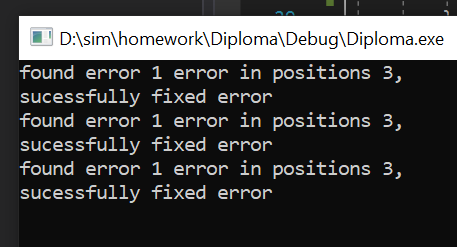 D:\sim\homework\Diploma\Debug\Diploma.exe
found error 1 error in positions 3,
sucessfully fixed error
found error 1 error in positions 3,
sucessfully fixed error
found error 1 error in positions 3,
sucessfully fixed error